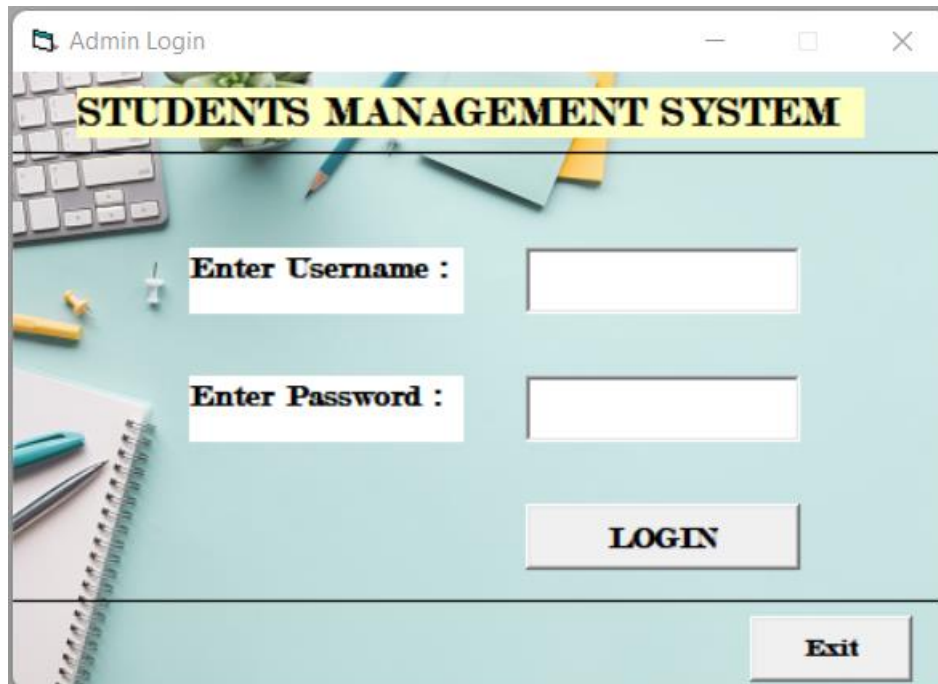 Admin Login
STUDENTS MANAGEMENT SYSTEM
Enter Username :
Enter Password :
LOGIN
Exit